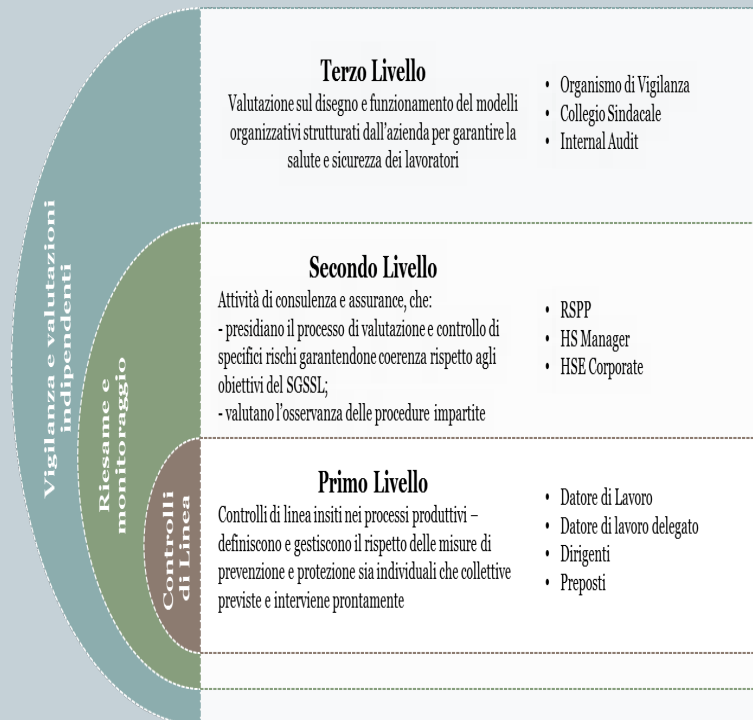 Vigilanza e valutazioni
indipendenti
Riesame e
monitoraggio
Controlli
di Linea
Terzo Livello
Valutazione sul disegno e funzionamento del modelli
organizzativi strutturati dall'azienda per garantire la
salute e sicurezza dei lavoratori
• Organismo di Vigilanza
• Collegio Sindacale
• Internal Audit
Secondo Livello
Attività di consulenza e assurance, che:
- presidiano il processo di valutazione e controllo di
specifici rischi garantendone coerenza rispetto agli
obiettivi del SGSSL;
- valutano l'osservanza delle procedure impartite
• RSPP
• HS Manager
• HSE Corporate
Primo Livello
Controlli di linea insiti nei processi produttivi –
definiscono e gestiscono il rispetto delle misure di
prevenzione e protezione sia individuali che collettive
previste e interviene prontamente
• Datore di Lavoro
• Datore di lavoro delegato
• Dirigenti
• Preposti